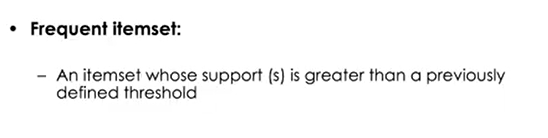 • Frequent itemset:
– An itemset whose support (s) is greater than a previously
defined threshold